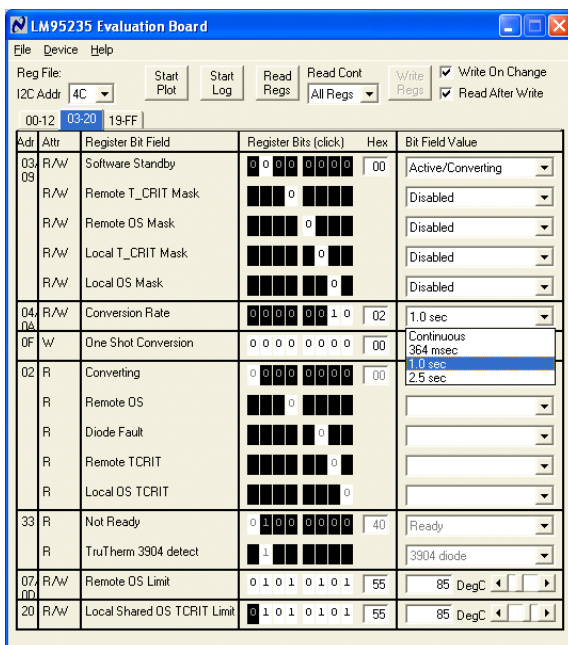 LM95235 Evaluation Board
File Device Help
Reg File:
I2C Addr 4C
Start Plot
Start Log
Read Regs
Read Cont
All Regs
Write Regs
Write On Change
Read After Write
00-12 03-20 19-FF
Adr Attr Register Bit Field Register Bits (click) Hex Bit Field Value
03/09 R/W Software Standby 0 0 0 0 0 0 0 0 00 Active/Converting
R/W Remote T_CRIT Mask 0 Disabled
R/W Remote OS Mask 0 Disabled
R/W Local T_CRIT Mask 0 Disabled
R/W Local OS Mask 0 Disabled
04/0A R/W Conversion Rate 0 0 0 0 0 0 1 0 02 1.0 sec
Continuous
364 msec
1.0 sec
2.5 sec
0F W One Shot Conversion 0 0 0 0 0 0 0 0 00
02 R Converting 0 0 0 0 0 0 0 0 00
R Remote OS 0
R Diode Fault 0
R Remote TCRIT 0
R Local OS TCRIT 0
33 R Not Ready 0 1 0 0 0 0 0 0 40 Ready
R TruTherm 3904 detect 1 3904 diode
07/0D R/W Remote OS Limit 0 1 0 1 0 1 0 1 55 85 DegC
20 R/W Local Shared OS TCRIT Limit 0 1 0 1 0 1 0 1 55 85 DegC